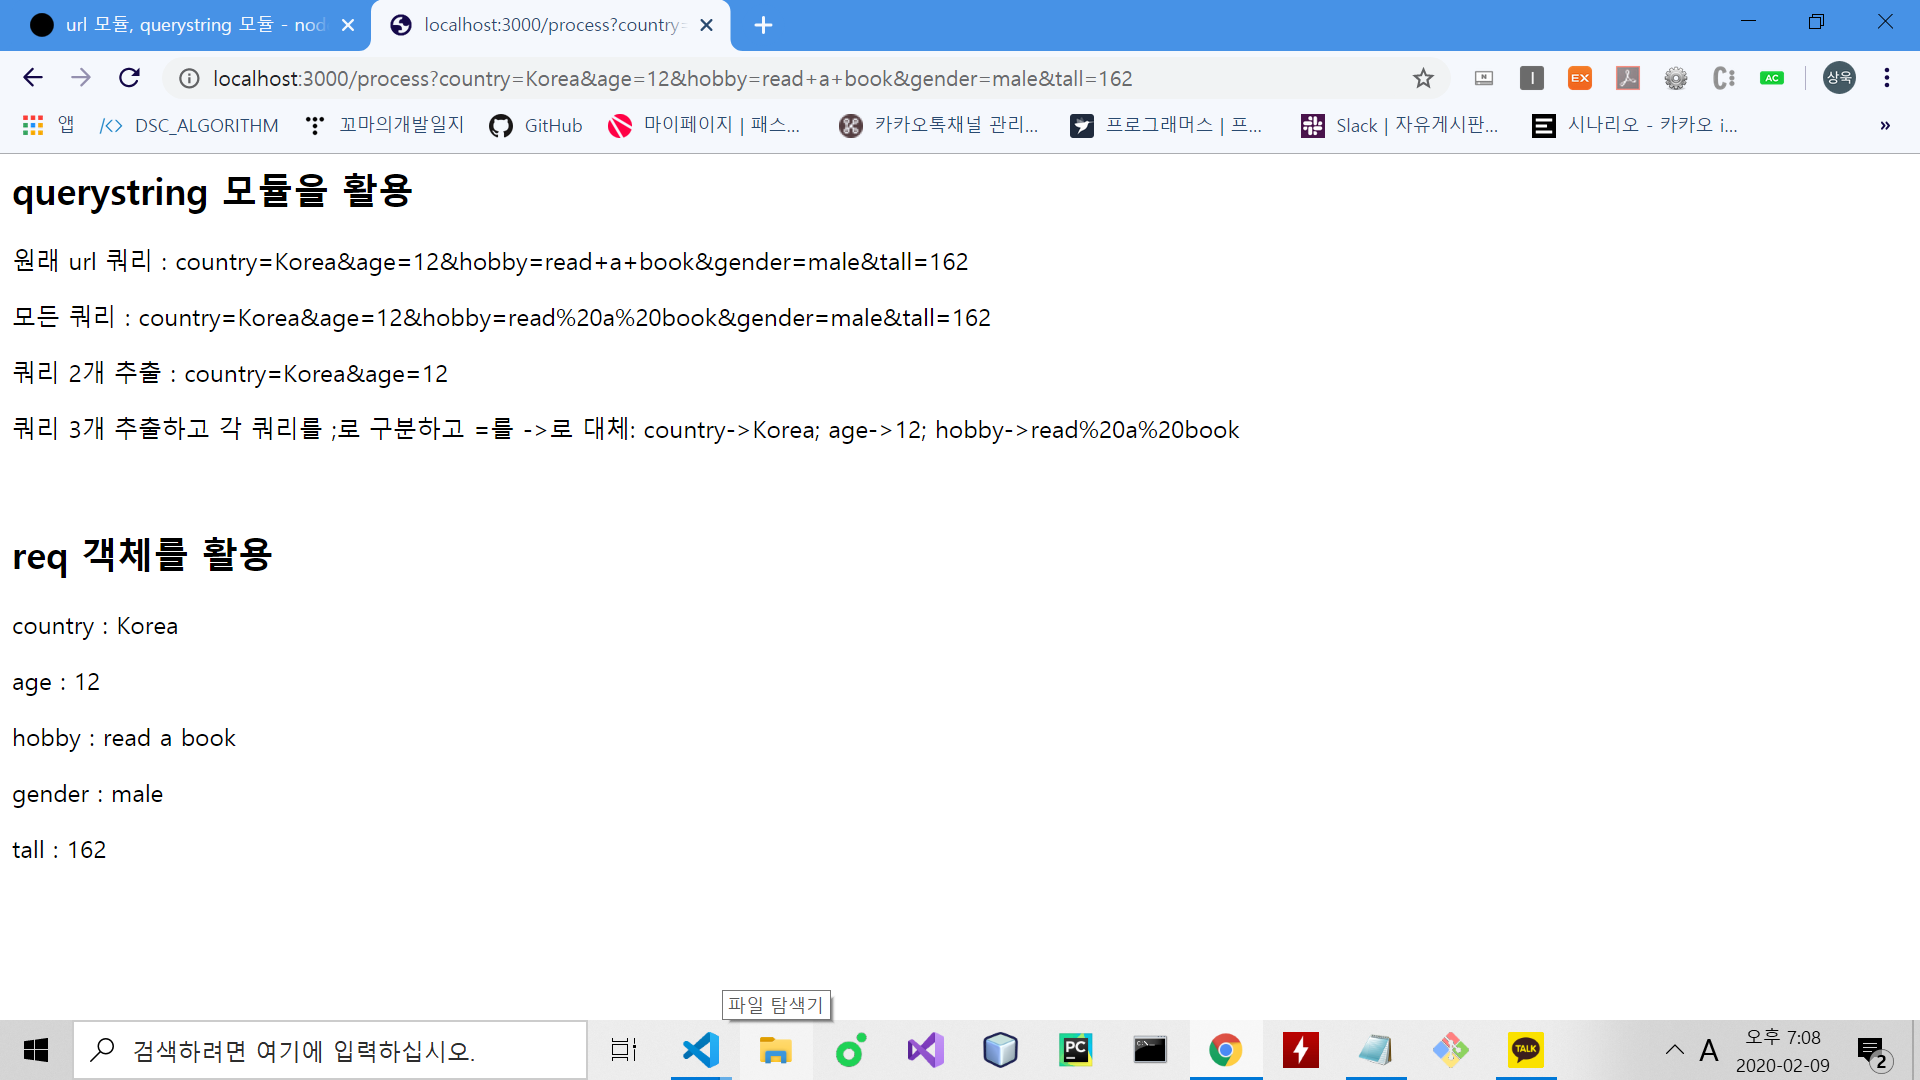 url 모듈, querystring 모듈 - nod
localhost:3000/process?country=
localhost:3000/process?country=Korea&age=12&hobby=read+a+book&gender=male&tall=162
EX
AC
상욱
앱
DSC_ALGORITHM
꼬마의개발일지
GitHub
마이페이지 | 패스...
카카오톡채널 관리...
프로그래머스 | 프...
Slack | 자유게시판...
시나리오 - 카카오 i...
»
querystring 모듈을 활용
원래 url 쿼리 : country=Korea&age=12&hobby=read+a+book&gender=male&tall=162
모든 쿼리 : country=Korea&age=12&hobby=read%20a%20book&gender=male&tall=162
쿼리 2개 추출 : country=Korea&age=12
쿼리 3개 추출하고 각 쿼리를 ;로 구분하고 =를 ->로 대체: country->Korea; age->12; hobby->read%20a%20book
req 객체를 활용
country : Korea
age : 12
hobby : read a book
gender : male
tall : 162
파일 탐색기
검색하려면 여기에 입력하십시오.
PC
TALK
A
오후 7:08
2020-02-09
2